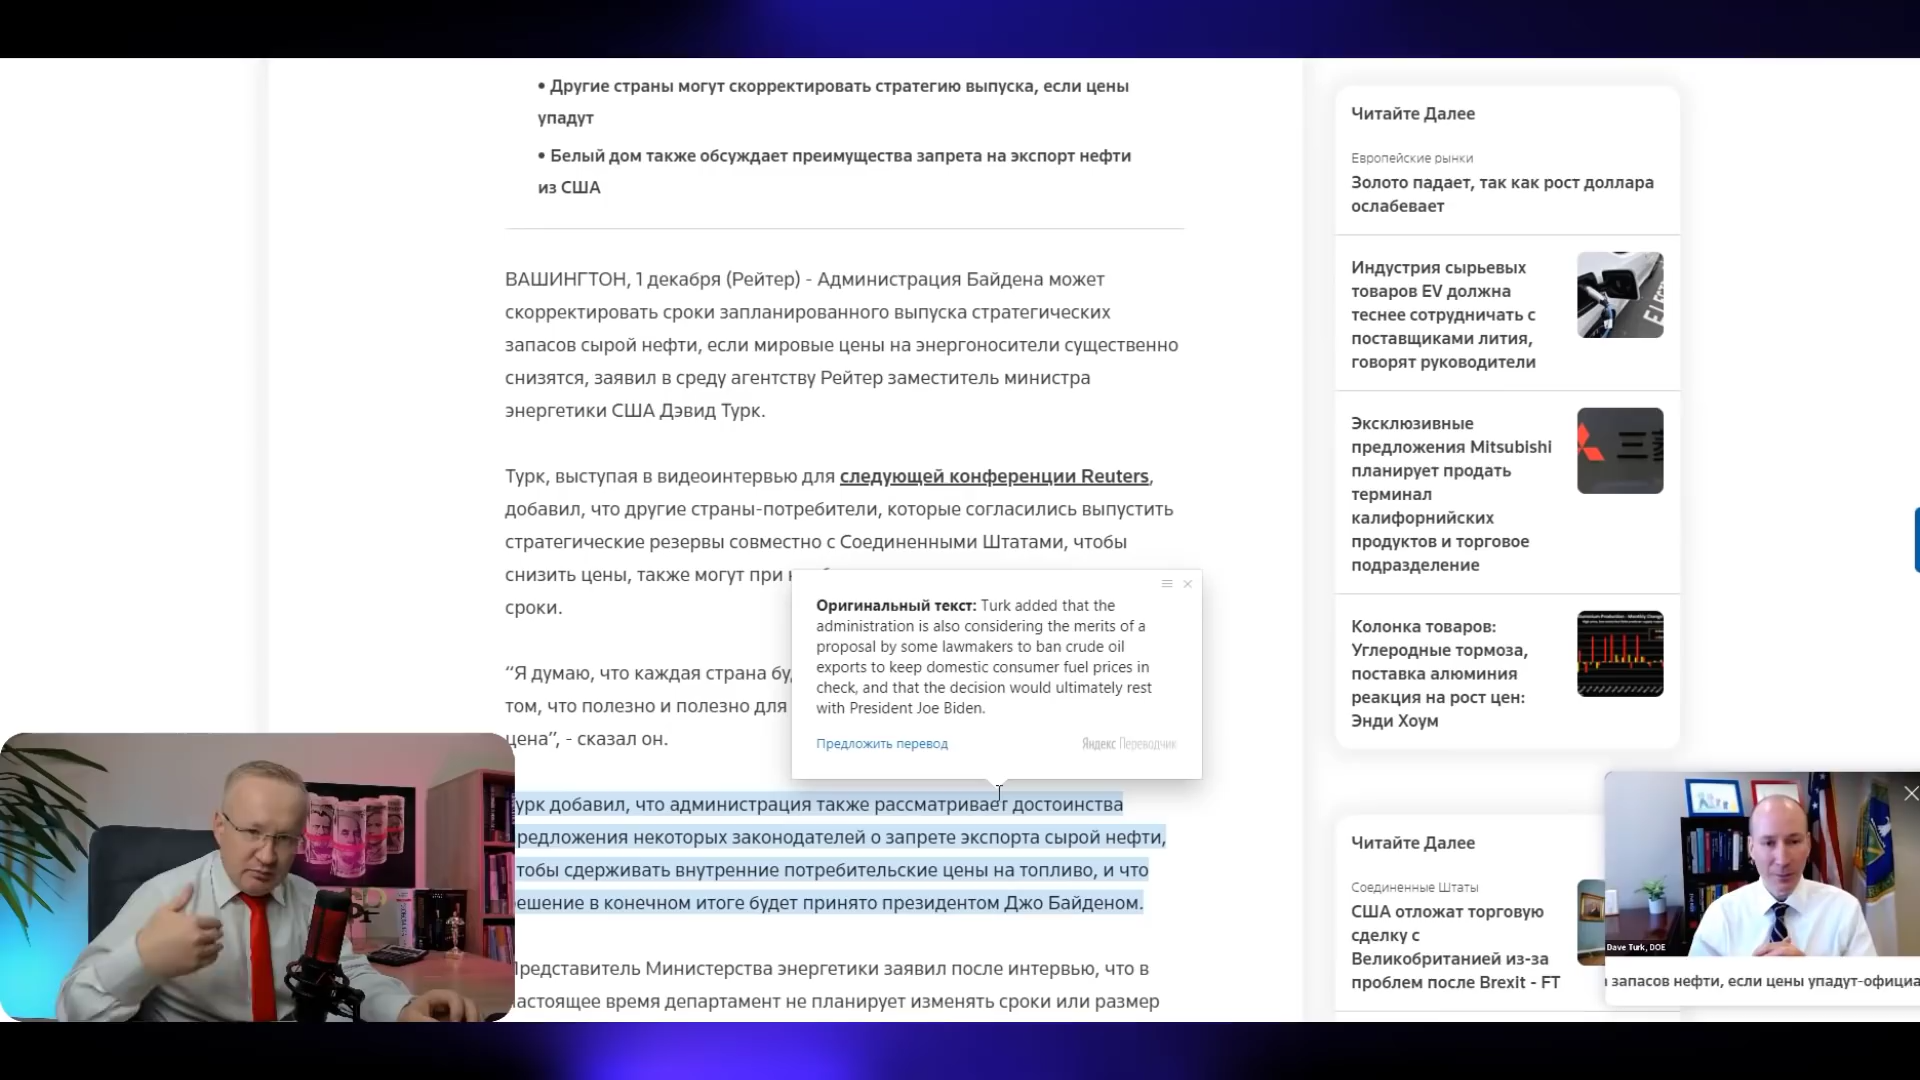 • Другие страны могут скорректировать стратегию выпуска, если цены
упадут
• Белый дом также обсуждает преимущества запрета на экспорт нефти
из США
ВАШИНГТОН, 1 декабря (Рейтер) - Администрация Байдена может
скорректировать сроки запланированного выпуска стратегических
запасов сырой нефти, если мировые цены на энергоносители существенно
снизятся, заявил в среду агентству Рейтер заместитель министра
энергетики США Дэвид Турк.
Турк, выступая в видеоинтервью для следующей конференции Reuters,
добавил, что другие страны-потребители, которые согласились выпустить
стратегические резервы совместно с Соединенными Штатами, чтобы
снизить цены, также могут при
сроки.
“Я думаю, что каждая страна
том, что полезно и полезно для
цена”, - сказал он.
Оригинальный текст: Turk added that the
administration is also considering the merits of a
proposal by some lawmakers to ban crude oil
exports to keep domestic consumer fuel prices in
check, and that the decision would ultimately rest
with President Joe Biden.
Предложить перевод
Яндекс Переводчик
урк добавил, что администрация также рассматривает достоинства
редложения некоторых законодателей о запрете экспорта сырой нефти,
тобы сдерживать внутренние потребительские цены на топливо, и что
ешение в конечном итоге будет принято президентом Джо Байденом.
редставитель Министерства энергетики заявил после интервью, что в
астоящее время департамент не планирует изменять сроки или размер
Читайте Далее
Европейские рынки
Золото падает, так как рост доллара
ослабевает
Индустрия сырьевых
товаров EV должна
теснее сотрудничать с
поставщиками лития,
говорят руководители
Эксклюзивные
предложения Mitsubishi
планирует продать
терминал
калифорнийских
продуктов и торговое
подразделение
Колонка товаров:
Углеродные тормоза,
поставка алюминия
реакция на рост цен:
Энди Хоум
Читайте Далее
Соединенные Штаты
США отложат торговую
сделку с
Великобританией из-за
проблем после Brexit - FT
Dave Turk, DOE
запасов нефти, если цены упадут-официа